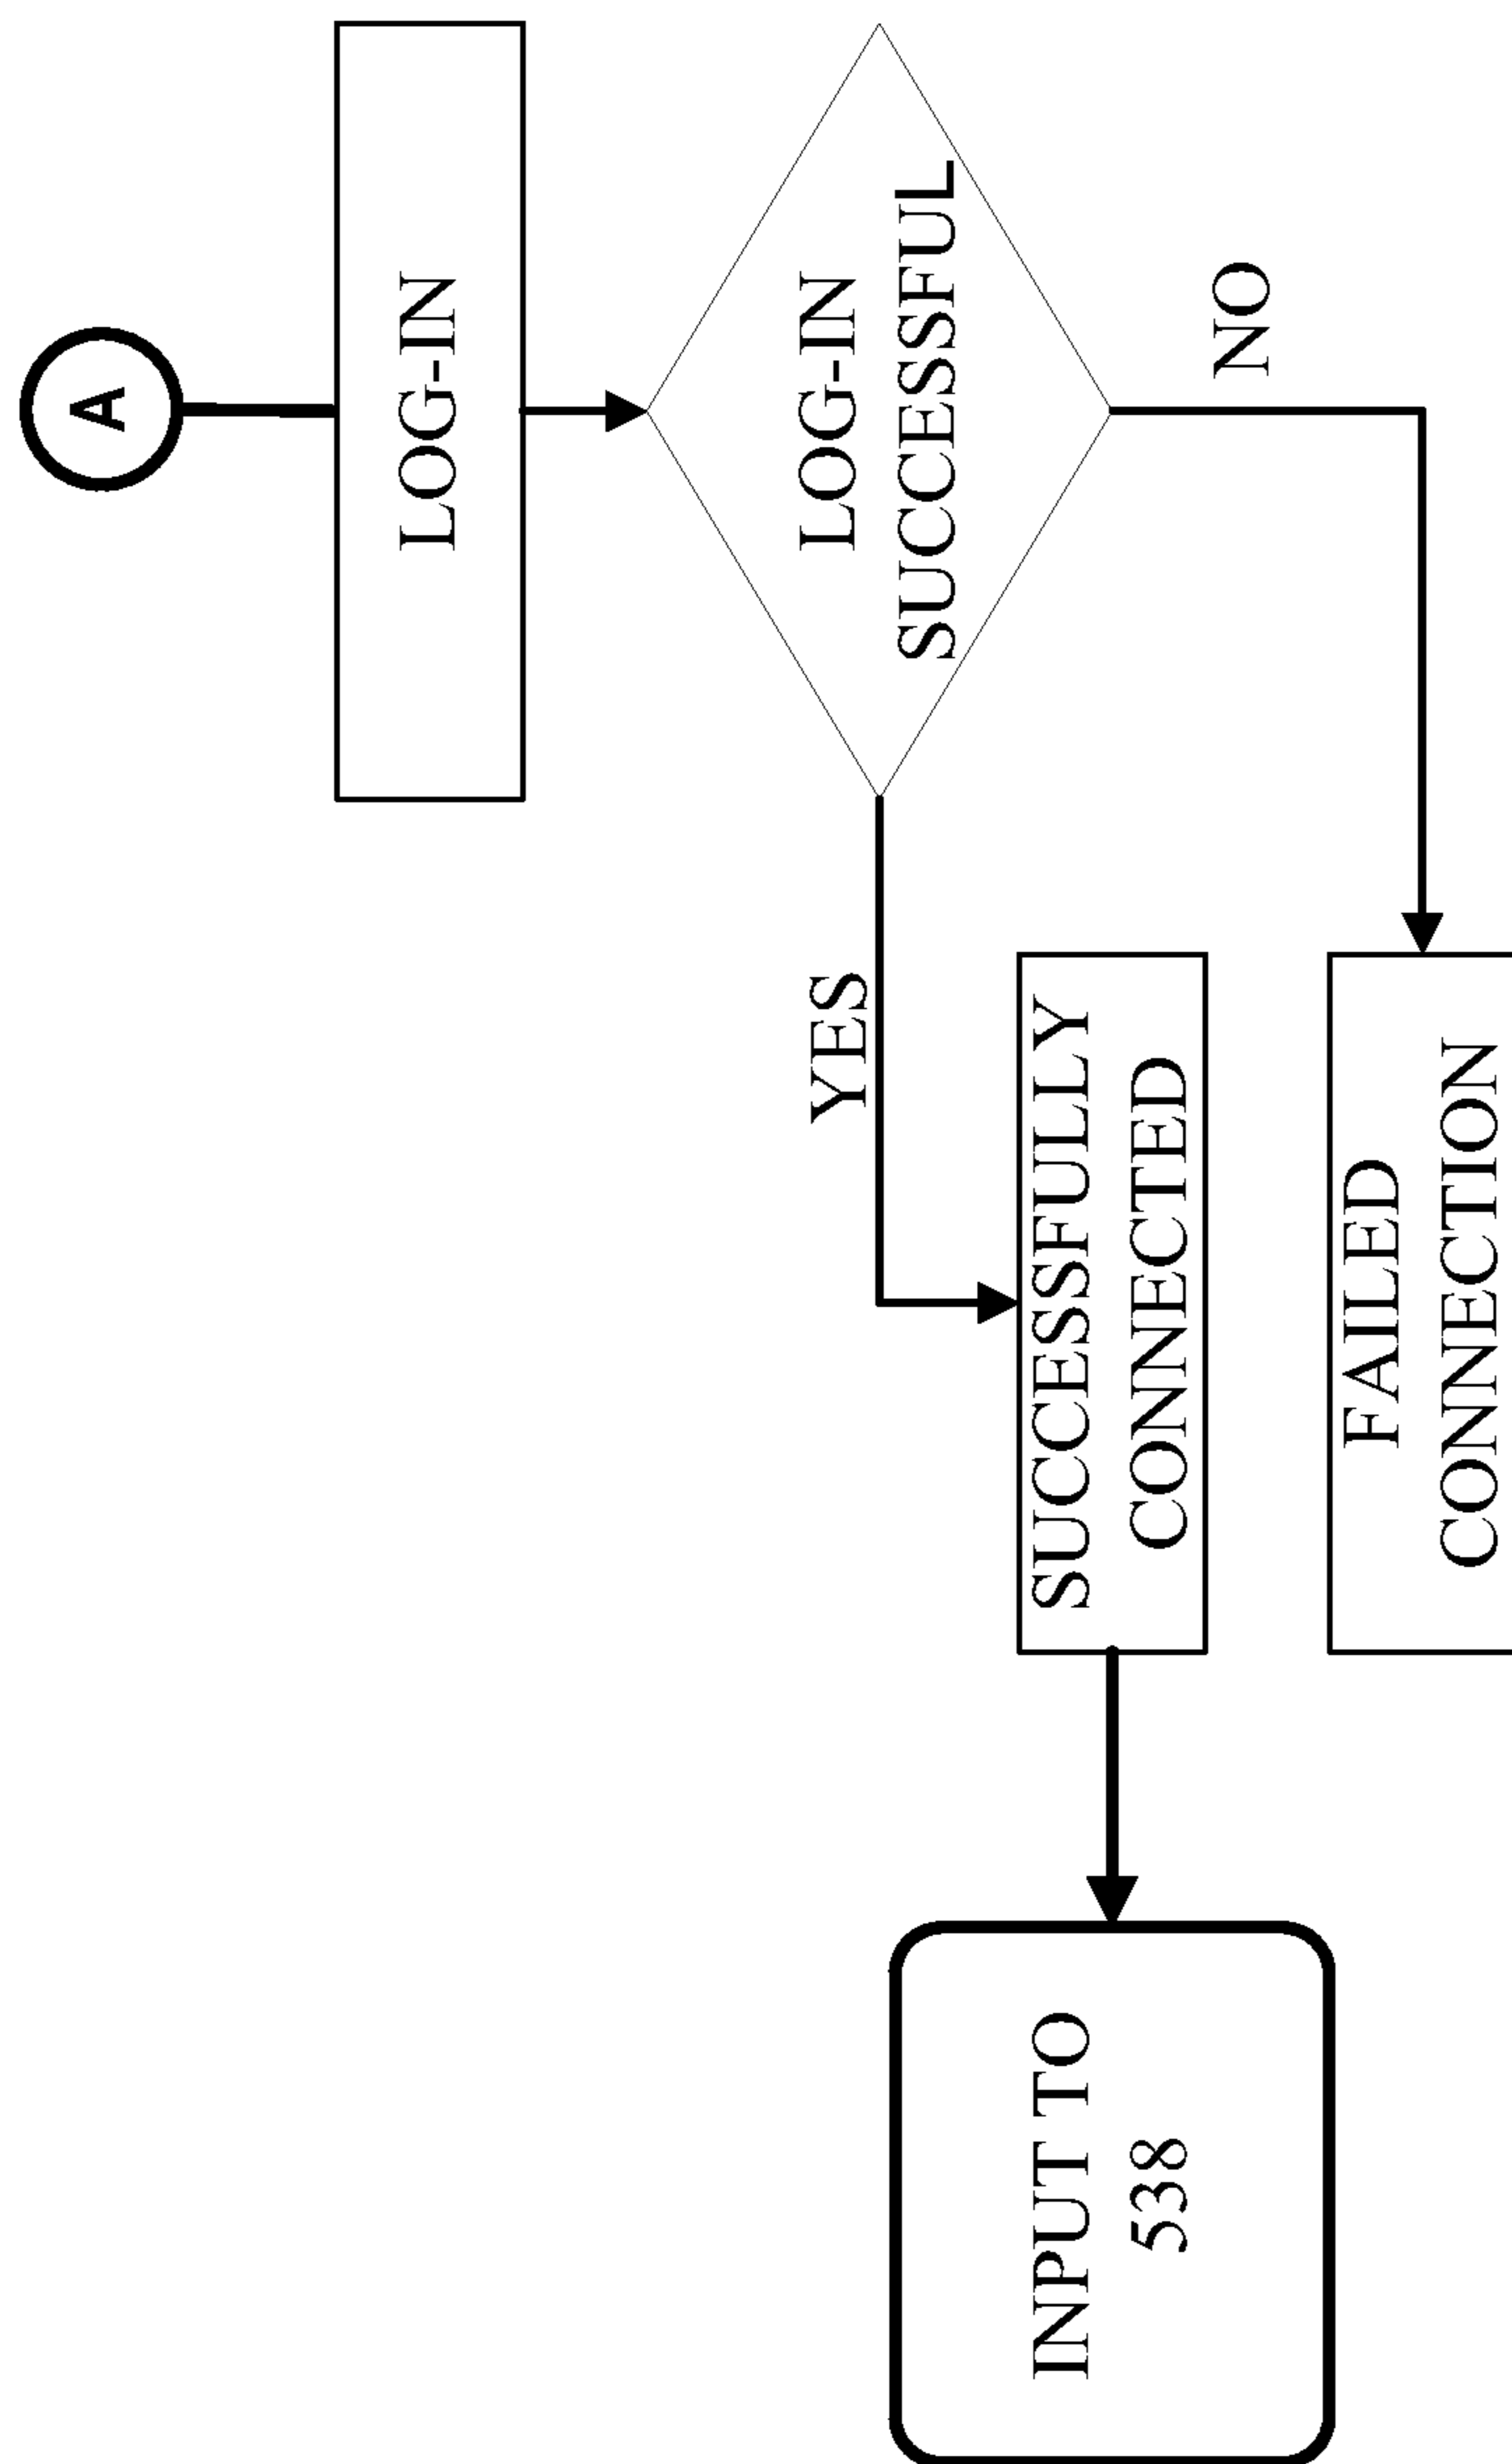 A
LOG-IN
LOG-IN
SUCCESSFUL
NO
YES
SUCCESSFULLY
CONNECTED
FAILED
CONNECTION
INPUT TO
538